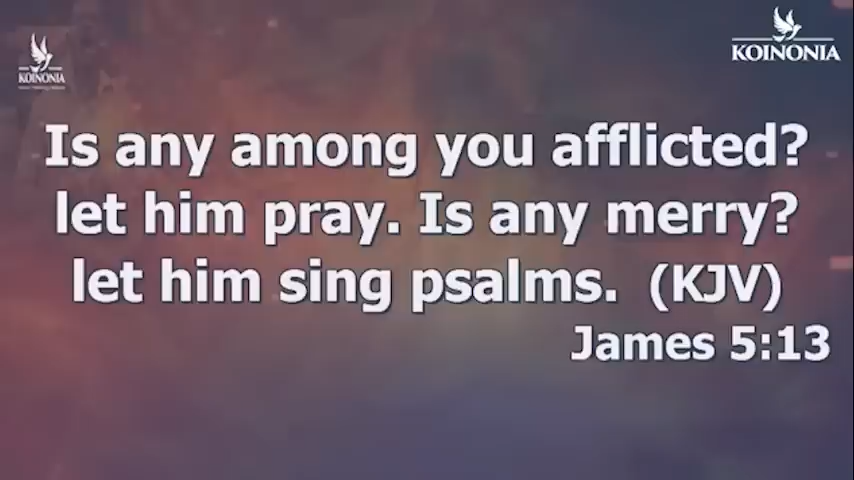 KOINONIA
KOINONIA
Is any among you afflicted?
let him pray. Is any merry?
let him sing psalms. (KJV)
James 5:13